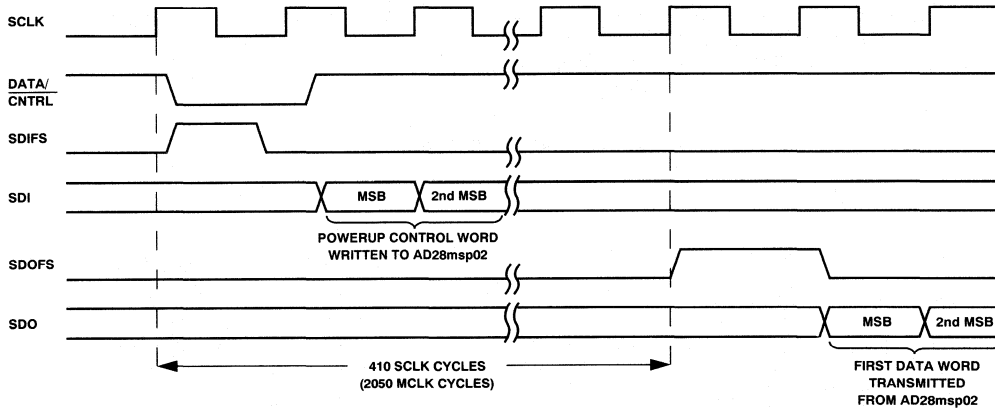 SCLK
DATA/
CNTRL
SDIFS
SDI
MSB
2nd MSB
POWERUP CONTROL WORD
WRITTEN TO AD28msp02
SDOFS
SDO
MSB
2nd MSB
410 SCLK CYCLES
(2050 MCLK CYCLES)
FIRST DATA WORD
TRANSMITTED
FROM AD28msp02